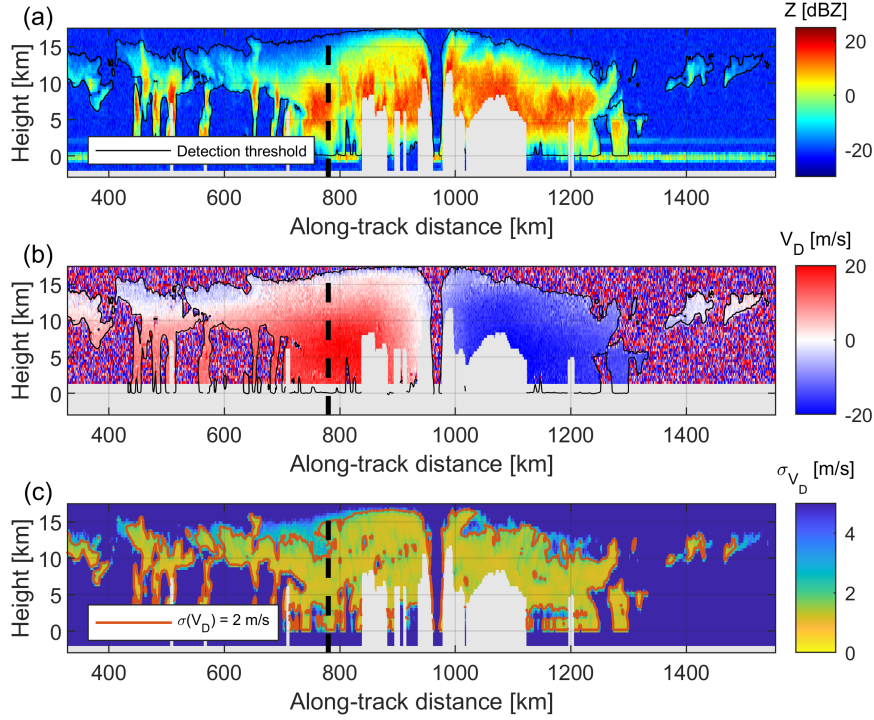 (a)
Z [dBZ]
Height [km]
15
10
5
0
Detection threshold
400
600
800
1000
1200
1400
Along-track distance [km]
20
0
-20
(b)
V_D [m/s]
Height [km]
15
10
5
0
400
600
800
1000
1200
1400
Along-track distance [km]
20
0
-20
(c)
σ_{V_D} [m/s]
Height [km]
15
10
5
0
σ(V_D) = 2 m/s
400
600
800
1000
1200
1400
Along-track distance [km]
4
2
0